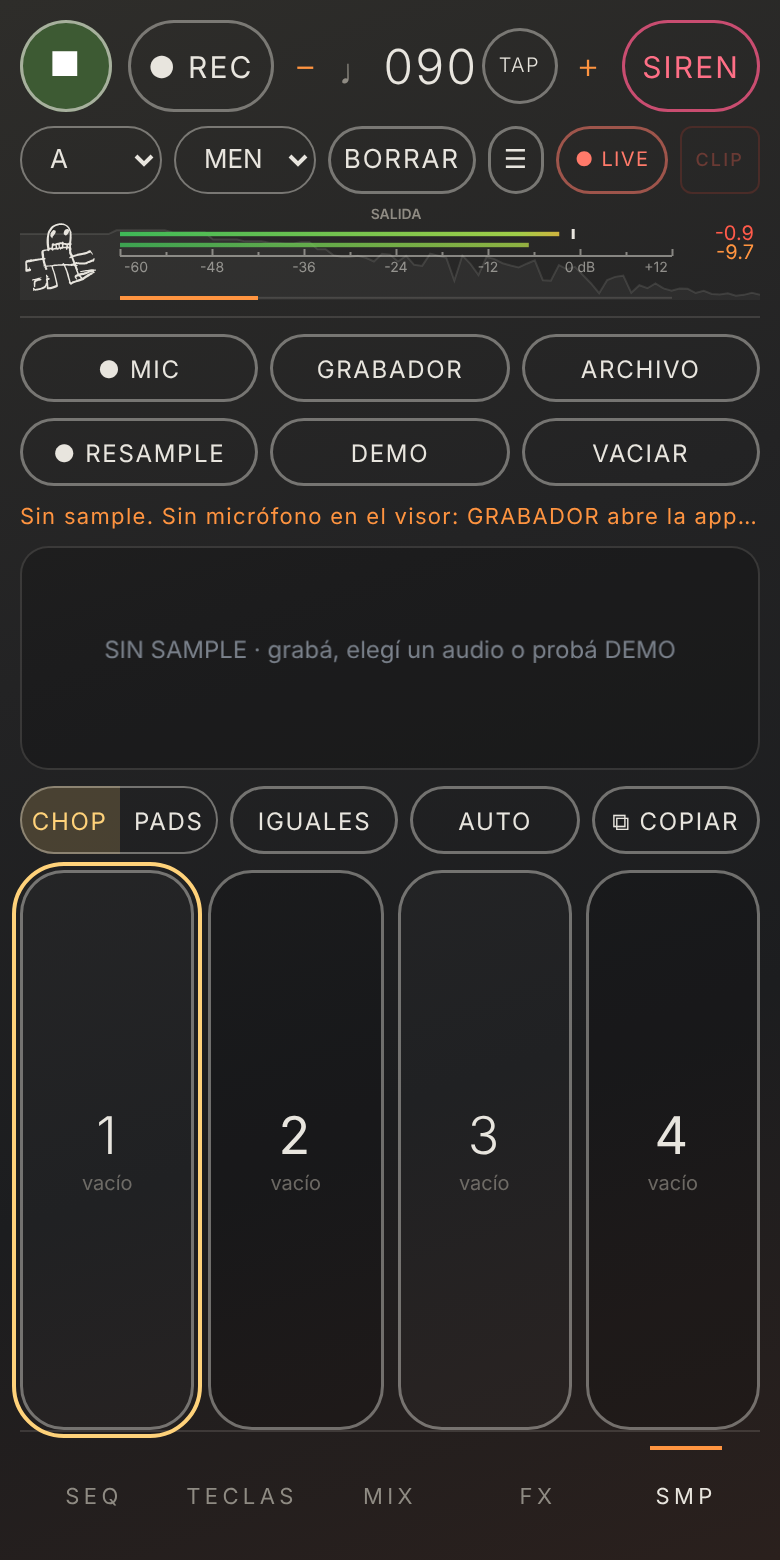 REC − ♩ 090 TAP + SIREN
A MEN BORRAR ☰ LIVE CLIP
SALIDA
-0.9
-9.7
-60 -48 -36 -24 -12 0 dB +12
MIC GRABADOR ARCHIVO
RESAMPLE DEMO VACIAR
Sin sample. Sin micrófono en el visor: GRABADOR abre la app...
SIN SAMPLE · grabá, elegí un audio o probá DEMO
CHOP PADS IGUALES AUTO ⧉ COPIAR
1 2 3 4
vacío vacío vacío vacío
SEQ TECLAS MIX FX SMP